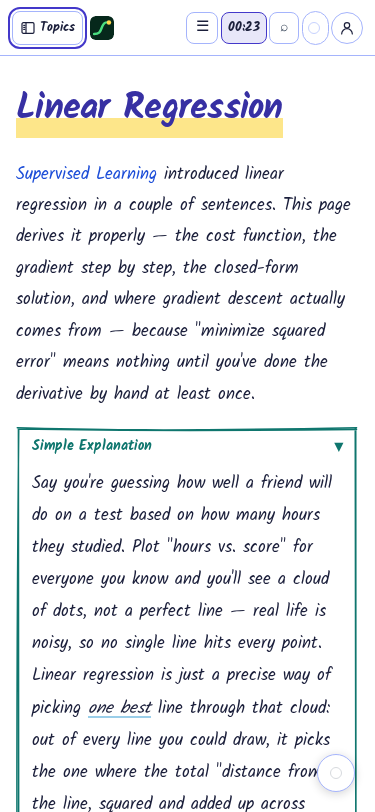 Topics
00:23
Linear Regression
Supervised Learning introduced linear
regression in a couple of sentences. This page
derives it properly — the cost function, the
gradient step by step, the closed-form
solution, and where gradient descent actually
comes from — because "minimize squared
error" means nothing until you've done the
derivative by hand at least once.
Simple Explanation
Say you're guessing how well a friend will
do on a test based on how many hours
they studied. Plot "hours vs. score" for
everyone you know and you'll see a cloud
of dots, not a perfect line — real life is
noisy, so no single line hits every point.
Linear regression is just a precise way of
picking one best line through that cloud:
out of every line you could draw, it picks
the one where the total "distance from
the line, squared and added up across